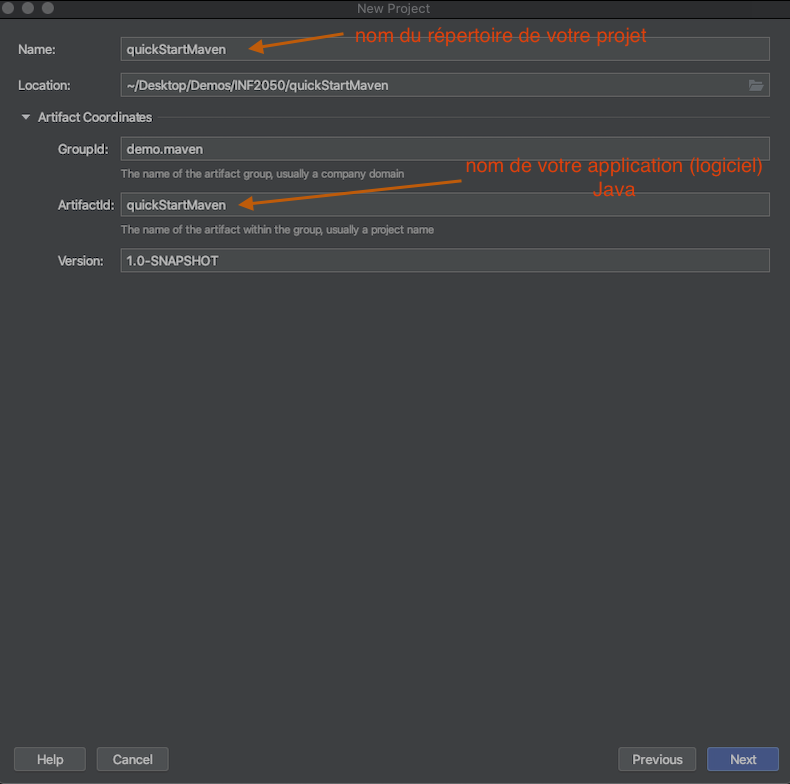 New Project
nom du répertoire de votre projet
Name: quickStartMaven
Location: ~/Desktop/Demos/INF2050/quickStartMaven
Artifact Coordinates
GroupId: demo.maven
The name of the artifact group, usually a company domain
nom de votre application (logiciel)
Java
ArtifactId: quickStartMaven
The name of the artifact within the group, usually a project name
Version: 1.0-SNAPSHOT
Help Cancel Previous Next